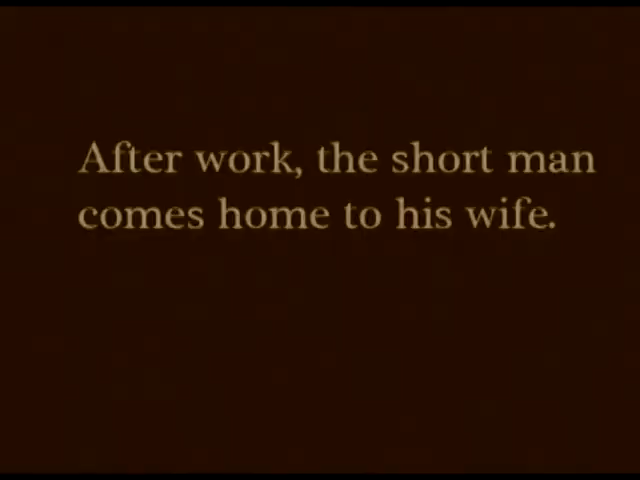 After work, the short man
comes home to his wife.